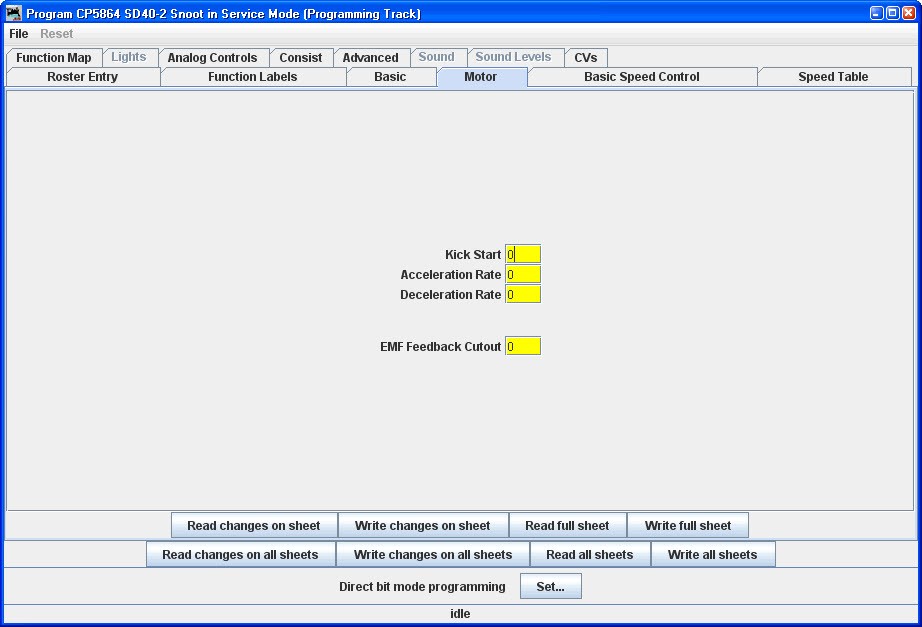 Program CP5864 SD40-2 Snoot in Service Mode (Programming Track)
File Reset
Function Map Lights Analog Controls Consist Advanced Sound Sound Levels CVs
Roster Entry Function Labels Basic Motor Basic Speed Control Speed Table
Kick Start 0
Acceleration Rate 0
Deceleration Rate 0
EMF Feedback Cutout 0
Read changes on sheet Write changes on sheet Read full sheet Write full sheet
Read changes on all sheets Write changes on all sheets Read all sheets Write all sheets
Direct bit mode programming Set...
idle